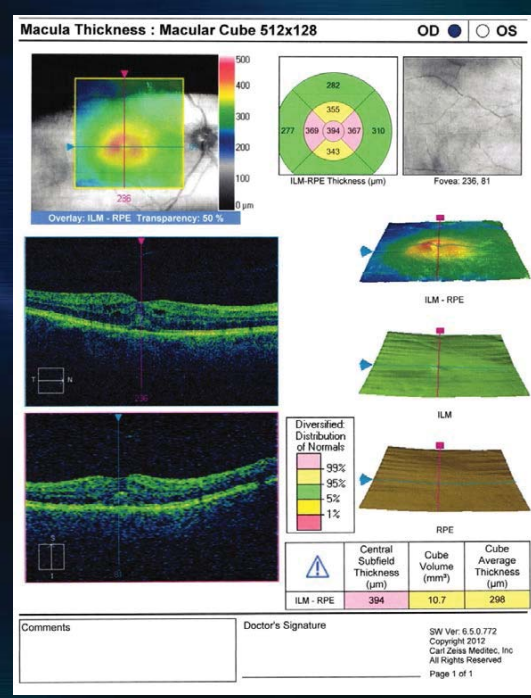 Macula Thickness : Macular Cube 512x128 OD OS
500
400
300
200
100
0 µm
236
Overlay: ILM - RPE Transparency: 50 %
282
355
277 369 394 367 310
343
ILM-RPE Thickness (µm)
Fovea: 236, 81
ILM - RPE
T N
236
ILM
S
I
Diversified:
Distribution
of Normals
99%
95%
5%
1%
RPE
Central Subfield Thickness (µm)
Cube Volume (mm³)
Cube Average Thickness (µm)
ILM - RPE 394 10.7 298
Comments
Doctor's Signature
SW Ver: 6.5.0.772
Copyright 2012
Carl Zeiss Meditec, Inc
All Rights Reserved
Page 1 of 1